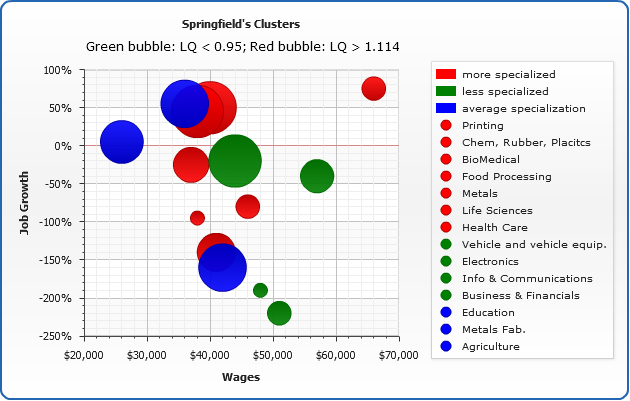 Springfield's Clusters
Green bubble: LQ < 0.95; Red bubble: LQ > 1.114
100%
50%
0%
-50%
-100%
-150%
-200%
-250%
Job Growth
$20,000 $30,000 $40,000 $50,000 $60,000 $70,000
Wages
more specialized
less specialized
average specialization
Printing
Chem, Rubber, Placitcs
BioMedical
Food Processing
Metals
Life Sciences
Health Care
Vehicle and vehicle equip.
Electronics
Info & Communications
Business & Financials
Education
Metals Fab.
Agriculture